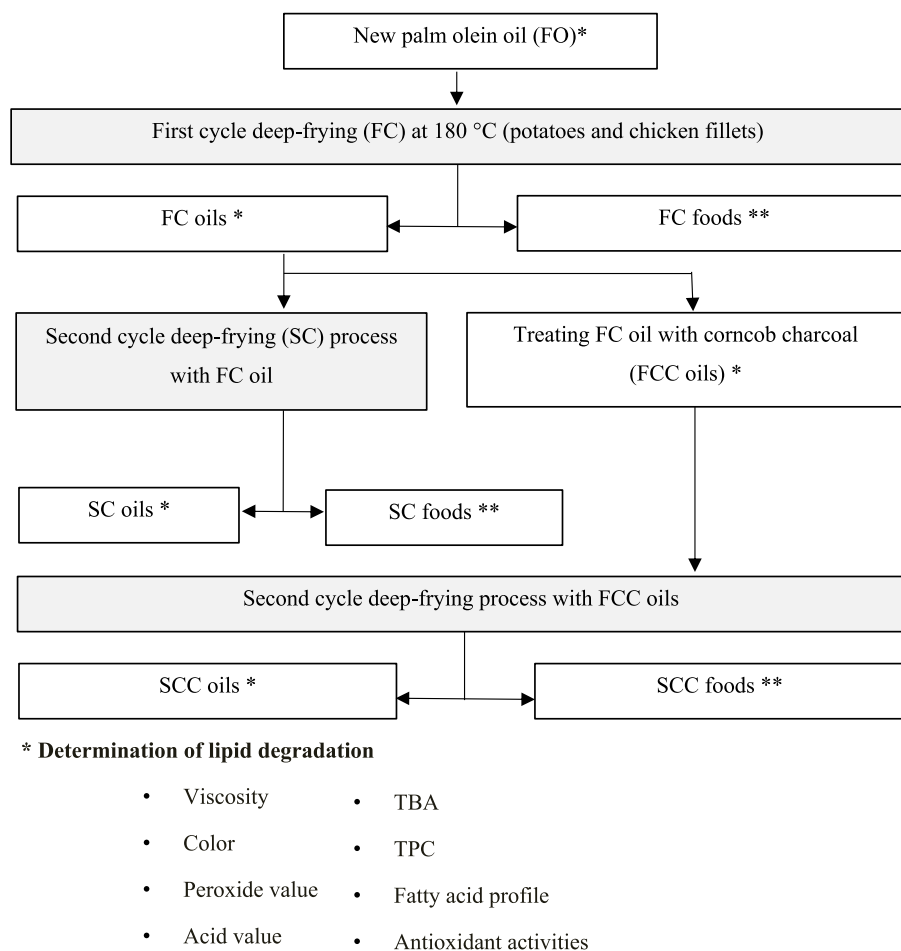 New palm olein oil (FO)*
First cycle deep-frying (FC) at 180 °C (potatoes and chicken fillets)
FC oils *
FC foods **
Second cycle deep-frying (SC) process
with FC oil
Treating FC oil with corncob charcoal
(FCC oils) *
SC oils *
SC foods **
Second cycle deep-frying process with FCC oils
SCC oils *
SCC foods **
* Determination of lipid degradation
• Viscosity
• Color
• Peroxide value
• Acid value
• TBA
• TPC
• Fatty acid profile
• Antioxidant activities